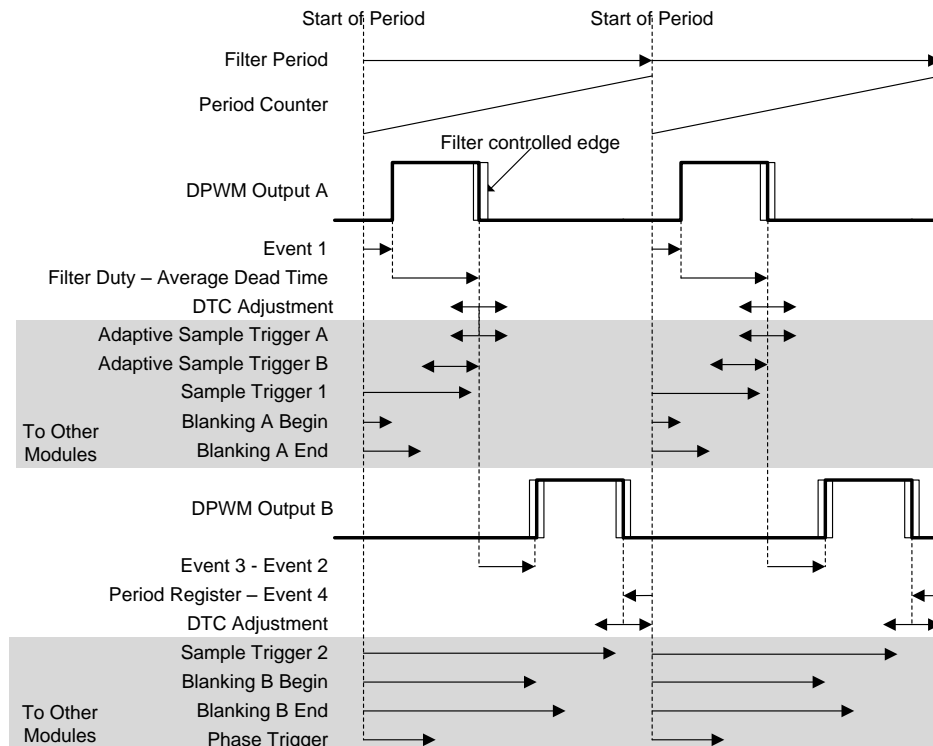 Start of Period
Start of Period
Filter Period
Period Counter
Filter controlled edge
DPWM Output A
Event 1
Filter Duty – Average Dead Time
DTC Adjustment
Adaptive Sample Trigger A
Adaptive Sample Trigger B
Sample Trigger 1
Blanking A Begin
To Other
Modules
Blanking A End
DPWM Output B
Event 3 - Event 2
Period Register – Event 4
DTC Adjustment
Sample Trigger 2
Blanking B Begin
Blanking B End
To Other
Modules
Phase Trigger